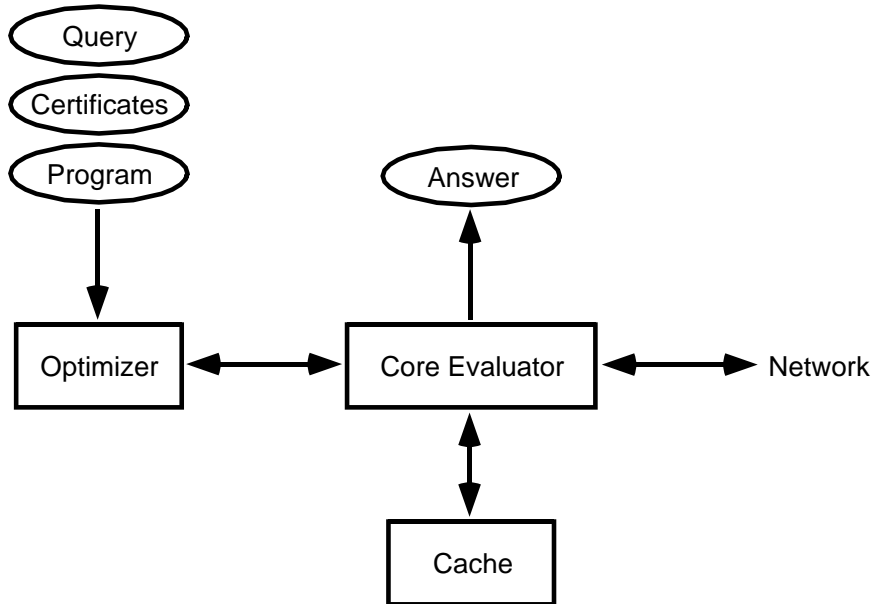 Query
Certificates
Program
Answer
Optimizer
Core Evaluator
Network
Cache